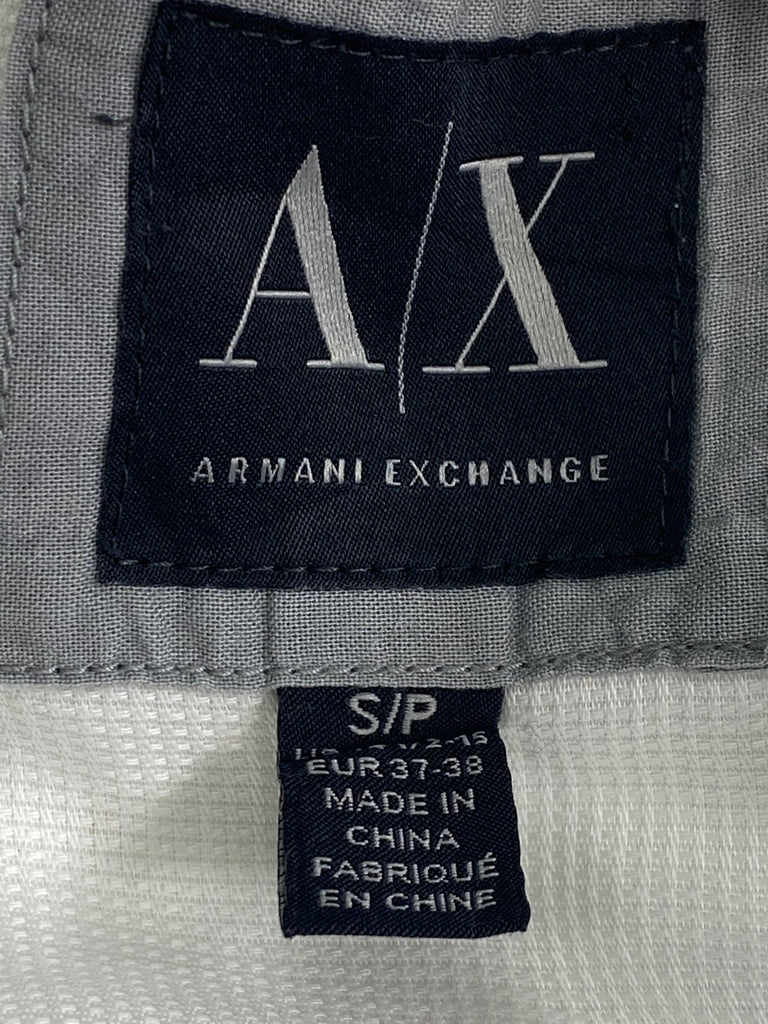 A/X
ARMANI EXCHANGE
S/P
EUR 37-38
MADE IN
CHINA
FABRIQUÉ
EN CHINE